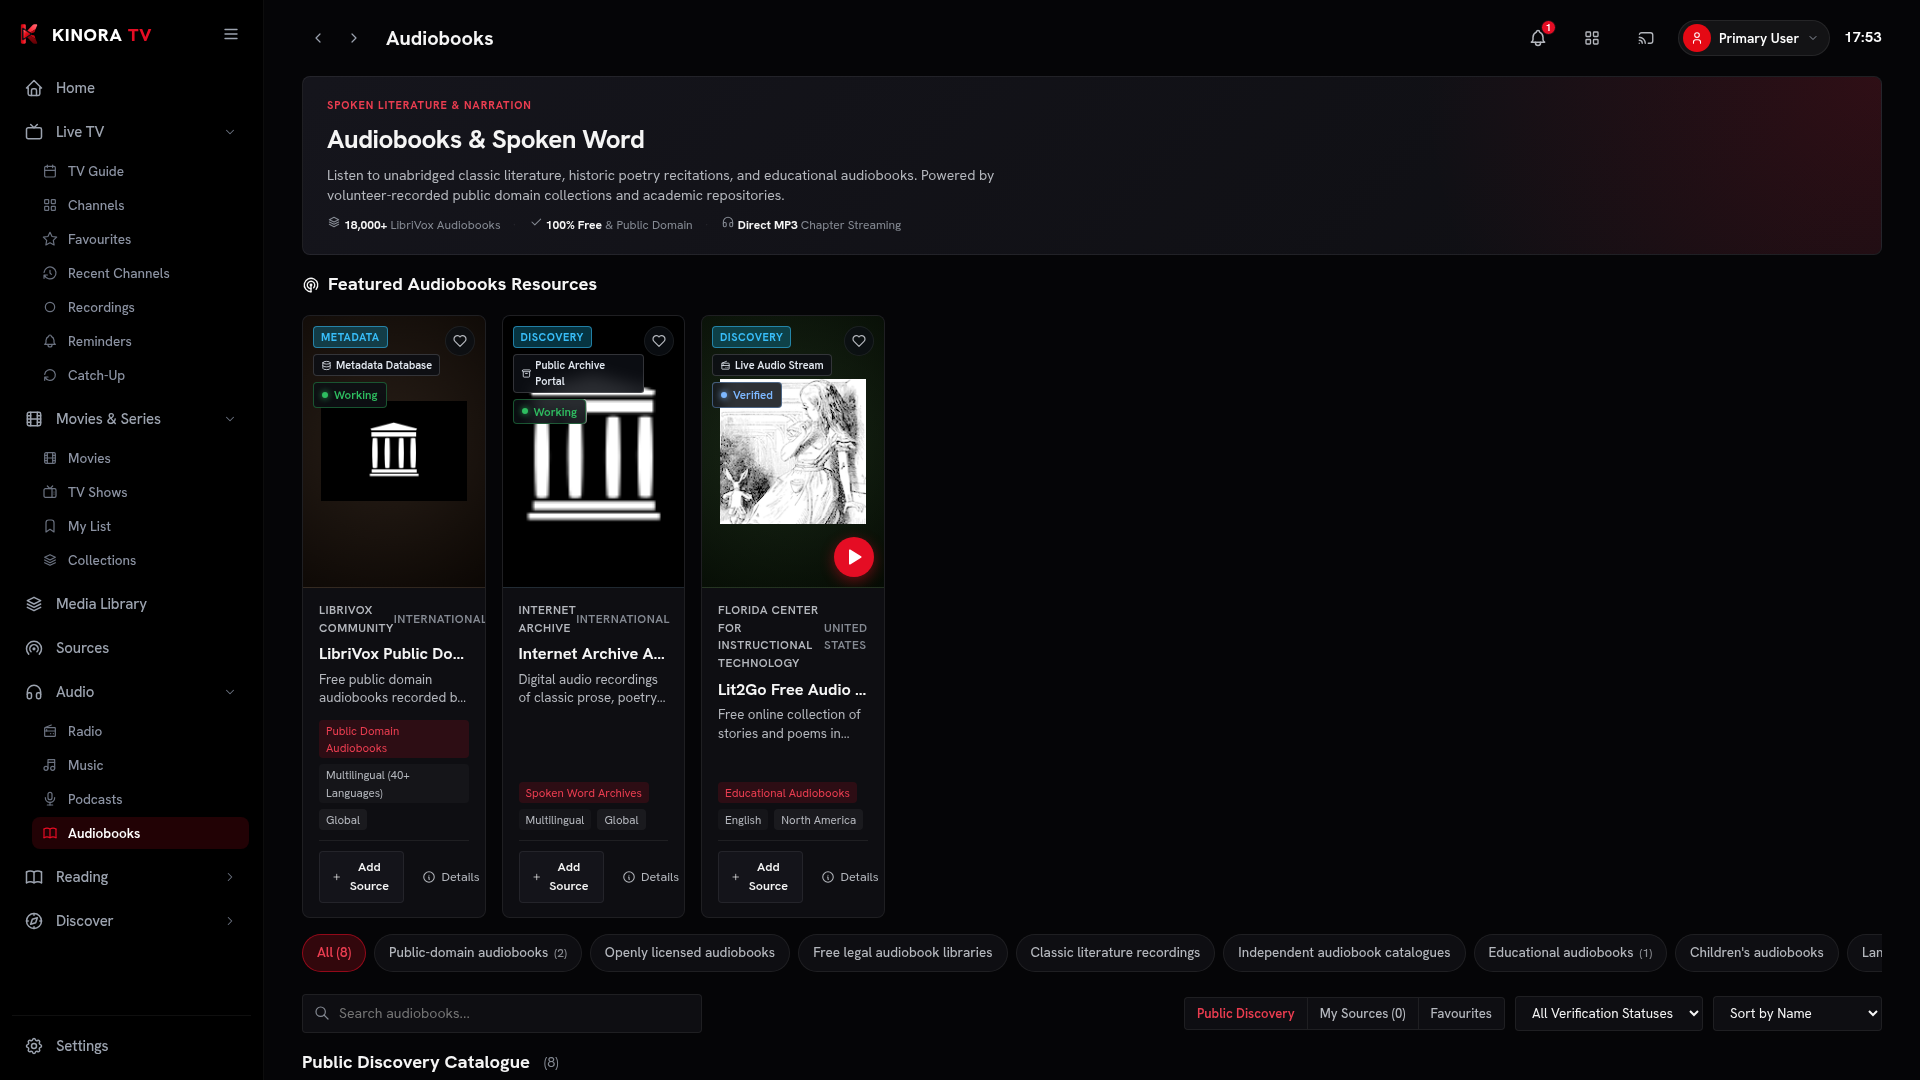 KINORA TV
Home
Live TV
TV Guide
Channels
Favourites
Recent Channels
Recordings
Reminders
Catch-Up
Movies & Series
Movies
TV Shows
My List
Collections
Media Library
Sources
Audio
Radio
Music
Podcasts
Audiobooks
Reading
Discover
Settings
Audiobooks
1
Primary User
17:53
SPOKEN LITERATURE & NARRATION
Audiobooks & Spoken Word
Listen to unabridged classic literature, historic poetry recitations, and educational audiobooks. Powered by
volunteer-recorded public domain collections and academic repositories.
18,000+ LibriVox Audiobooks · 100% Free & Public Domain · Direct MP3 Chapter Streaming
Featured Audiobooks Resources
METADATA
Metadata Database
Working
LIBRIVOX
COMMUNITY
INTERNATIONAL
LibriVox Public Do...
Free public domain
audiobooks recorded b...
Public Domain
Audiobooks
Multilingual (40+
Languages)
Global
Add
Source
Details
DISCOVERY
Public Archive
Portal
Working
INTERNET
ARCHIVE
INTERNATIONAL
Internet Archive A...
Digital audio recordings
of classic prose, poetry...
Spoken Word Archives
Multilingual
Global
Add
Source
Details
DISCOVERY
Live Audio Stream
Verified
FLORIDA CENTER
FOR
INSTRUCTIONAL
TECHNOLOGY
UNITED
STATES
Lit2Go Free Audio ...
Free online collection of
stories and poems in...
Educational Audiobooks
English
North America
Add
Source
Details
All (8)
Public-domain audiobooks (2)
Openly licensed audiobooks
Free legal audiobook libraries
Classic literature recordings
Independent audiobook catalogues
Educational audiobooks (1)
Children's audiobooks
Lan
Search audiobooks...
Public Discovery
My Sources (0)
Favourites
All Verification Statuses
Sort by Name
Public Discovery Catalogue (8)